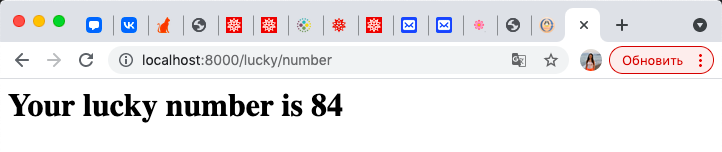 localhost:8000/lucky/number
Обновить
Your lucky number is 84